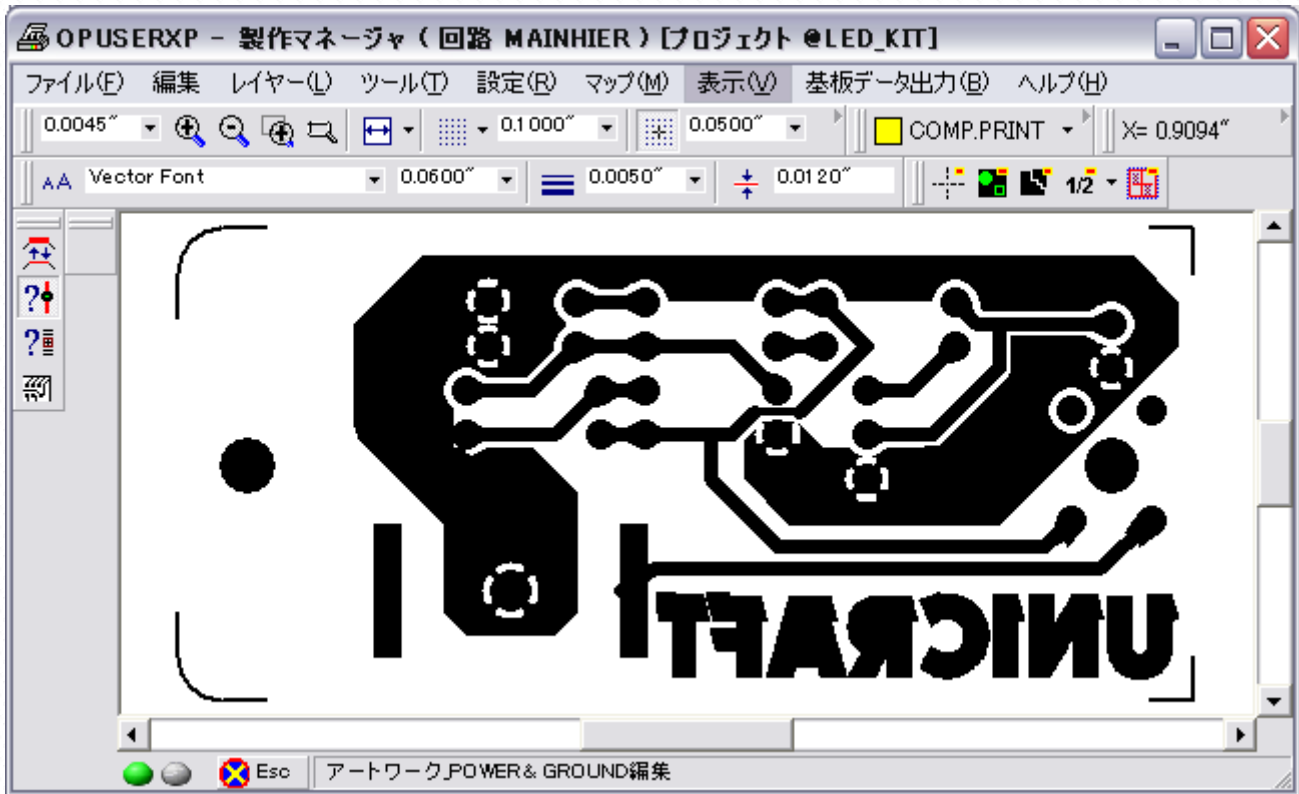 OPUSERXP - 製作マネージャ ( 回路 MAINHIER ) [プロジェクト @LED_KIT]
ファイル(F) 編集 レイヤー(L) ツール(T) 設定(R) マップ(M) 表示(V) 基板データ出力(B) ヘルプ(H)
0.0045" 0.1000" 0.0500" COMP.PRINT X= 0.9094"
AA Vector Font 0.0600" 0.0050" 0.0120" 1/2
?
?
UNICRAFT
Esc アートワーク,POWER& GROUND編集